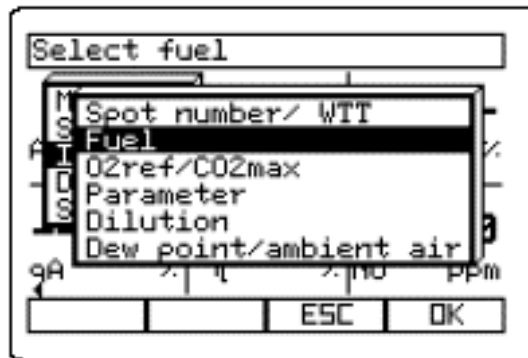 Select fuel
M
S
I
D
S
Spot number/ WTT
Fuel
O2ref/CO2max
Parameter
Dilution
Dew point/ambient air
qA % η % NO ppm
ESC OK